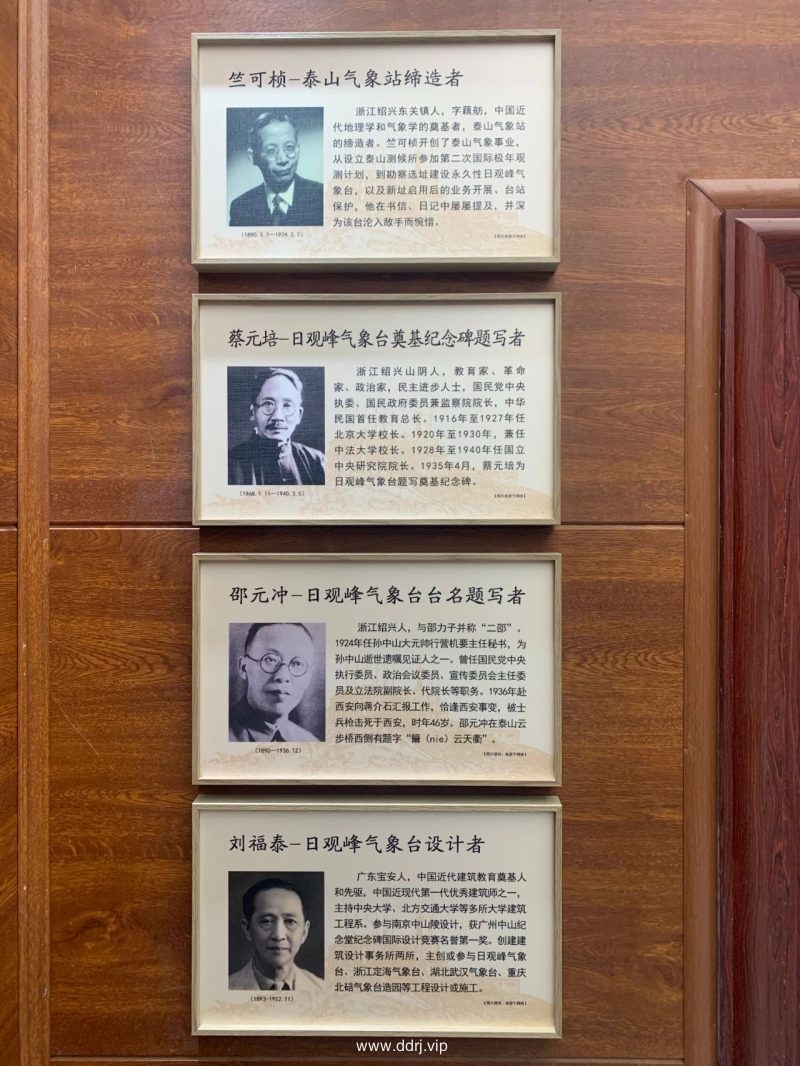 竺可桢—泰山气象站缔造者
浙江绍兴东关镇人，字藕舫，中国近
代地理学和气象学的奠基者，泰山气象站
的缔造者。竺可桢开创了泰山气象事业，
从设立泰山测候所参加第二次国际极年观
测计划，到勘察选址建设永久性日观峰气
象台，以及新址启用后的业务开展、台站
保护，他在书信、日记中屡屡提及，并深
为该台沦入敌手而惋惜。
（1890.3.7—1974.2.7）
【图片来源于网络】
蔡元培—日观峰气象台奠基纪念碑题写者
浙江绍兴山阴人，教育家、革命
家、政治家，民主进步人士，国民党中央
执委、国民政府委员兼监察院院长，中华
民国首任教育总长。1916年至1927年任
北京大学校长。1920年至1930年，兼任
中法大学校长。1928年至1940年任国立
中央研究院院长。1935年4月，蔡元培为
日观峰气象台题写奠基纪念碑。
（1868.1.11—1940.3.5）
【图片来源于网络】
邵元冲—日观峰气象台台名题写者
浙江绍兴人，与邵力子并称“二邵”。
1924年任孙中山大元帅行营机要主任秘书，为
孙中山逝世遗嘱见证人之一。曾任国民党中央
执行委员、政治会议委员、宣传委员会主任委
员及立法院副院长、代院长等职务。1936年赴
西安向蒋介石汇报工作，恰逢西安事变，被士
兵枪击死于西安，时年46岁。邵元冲在泰山云
步桥西侧有题字“（nie）云天衢”。
（1890—1936.12）
刘福泰—日观峰气象台设计者
广东宝安人，中国近代建筑教育奠基人
和先驱，中国近现代第一代优秀建筑师之一，
主持中央大学、北方交通大学等多所大学建筑
工程系。参与南京中山陵设计，获广州中山纪
念堂纪念碑国际设计竞赛名誉第一奖。创建建
筑设计事务所两所，主创或参与日观峰气象
台、浙江定海气象台、湖北武汉气象台、重庆
北碚气象台造园等工程设计或施工。
（1893-1952.11）
www.ddrj.vip